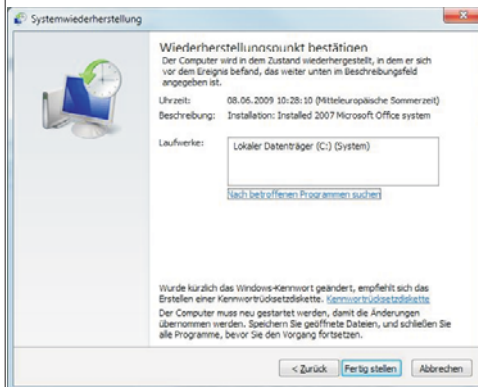 Systemwiederherstellung
Wiederherstellungspunkt bestätigen
Der Computer wird in dem Zustand wiederhergestellt, in dem er sich
vor dem Ereignis befand, das weiter unten im Beschreibungsfeld
angegeben ist.
Uhrzeit: 08.06.2009 10:28:10 (Mitteleuropäische Sommerzeit)
Beschreibung: Installation: Installed 2007 Microsoft Office system
Laufwerke: Lokaler Datenträger (C:) (System)
Nach betroffenen Programmen suchen
Wurde kürzlich das Windows-Kennwort geändert, empfiehlt sich das
Erstellen einer Kennwortrücksetzdiskette. Kennwortrücksetzdiskette
Der Computer muss neu gestartet werden, damit die Änderungen
übernommen werden. Speichern Sie geöffnete Dateien, und schließen Sie
alle Programme, bevor Sie den Vorgang fortsetzen.
< Zurück Fertig stellen Abbrechen